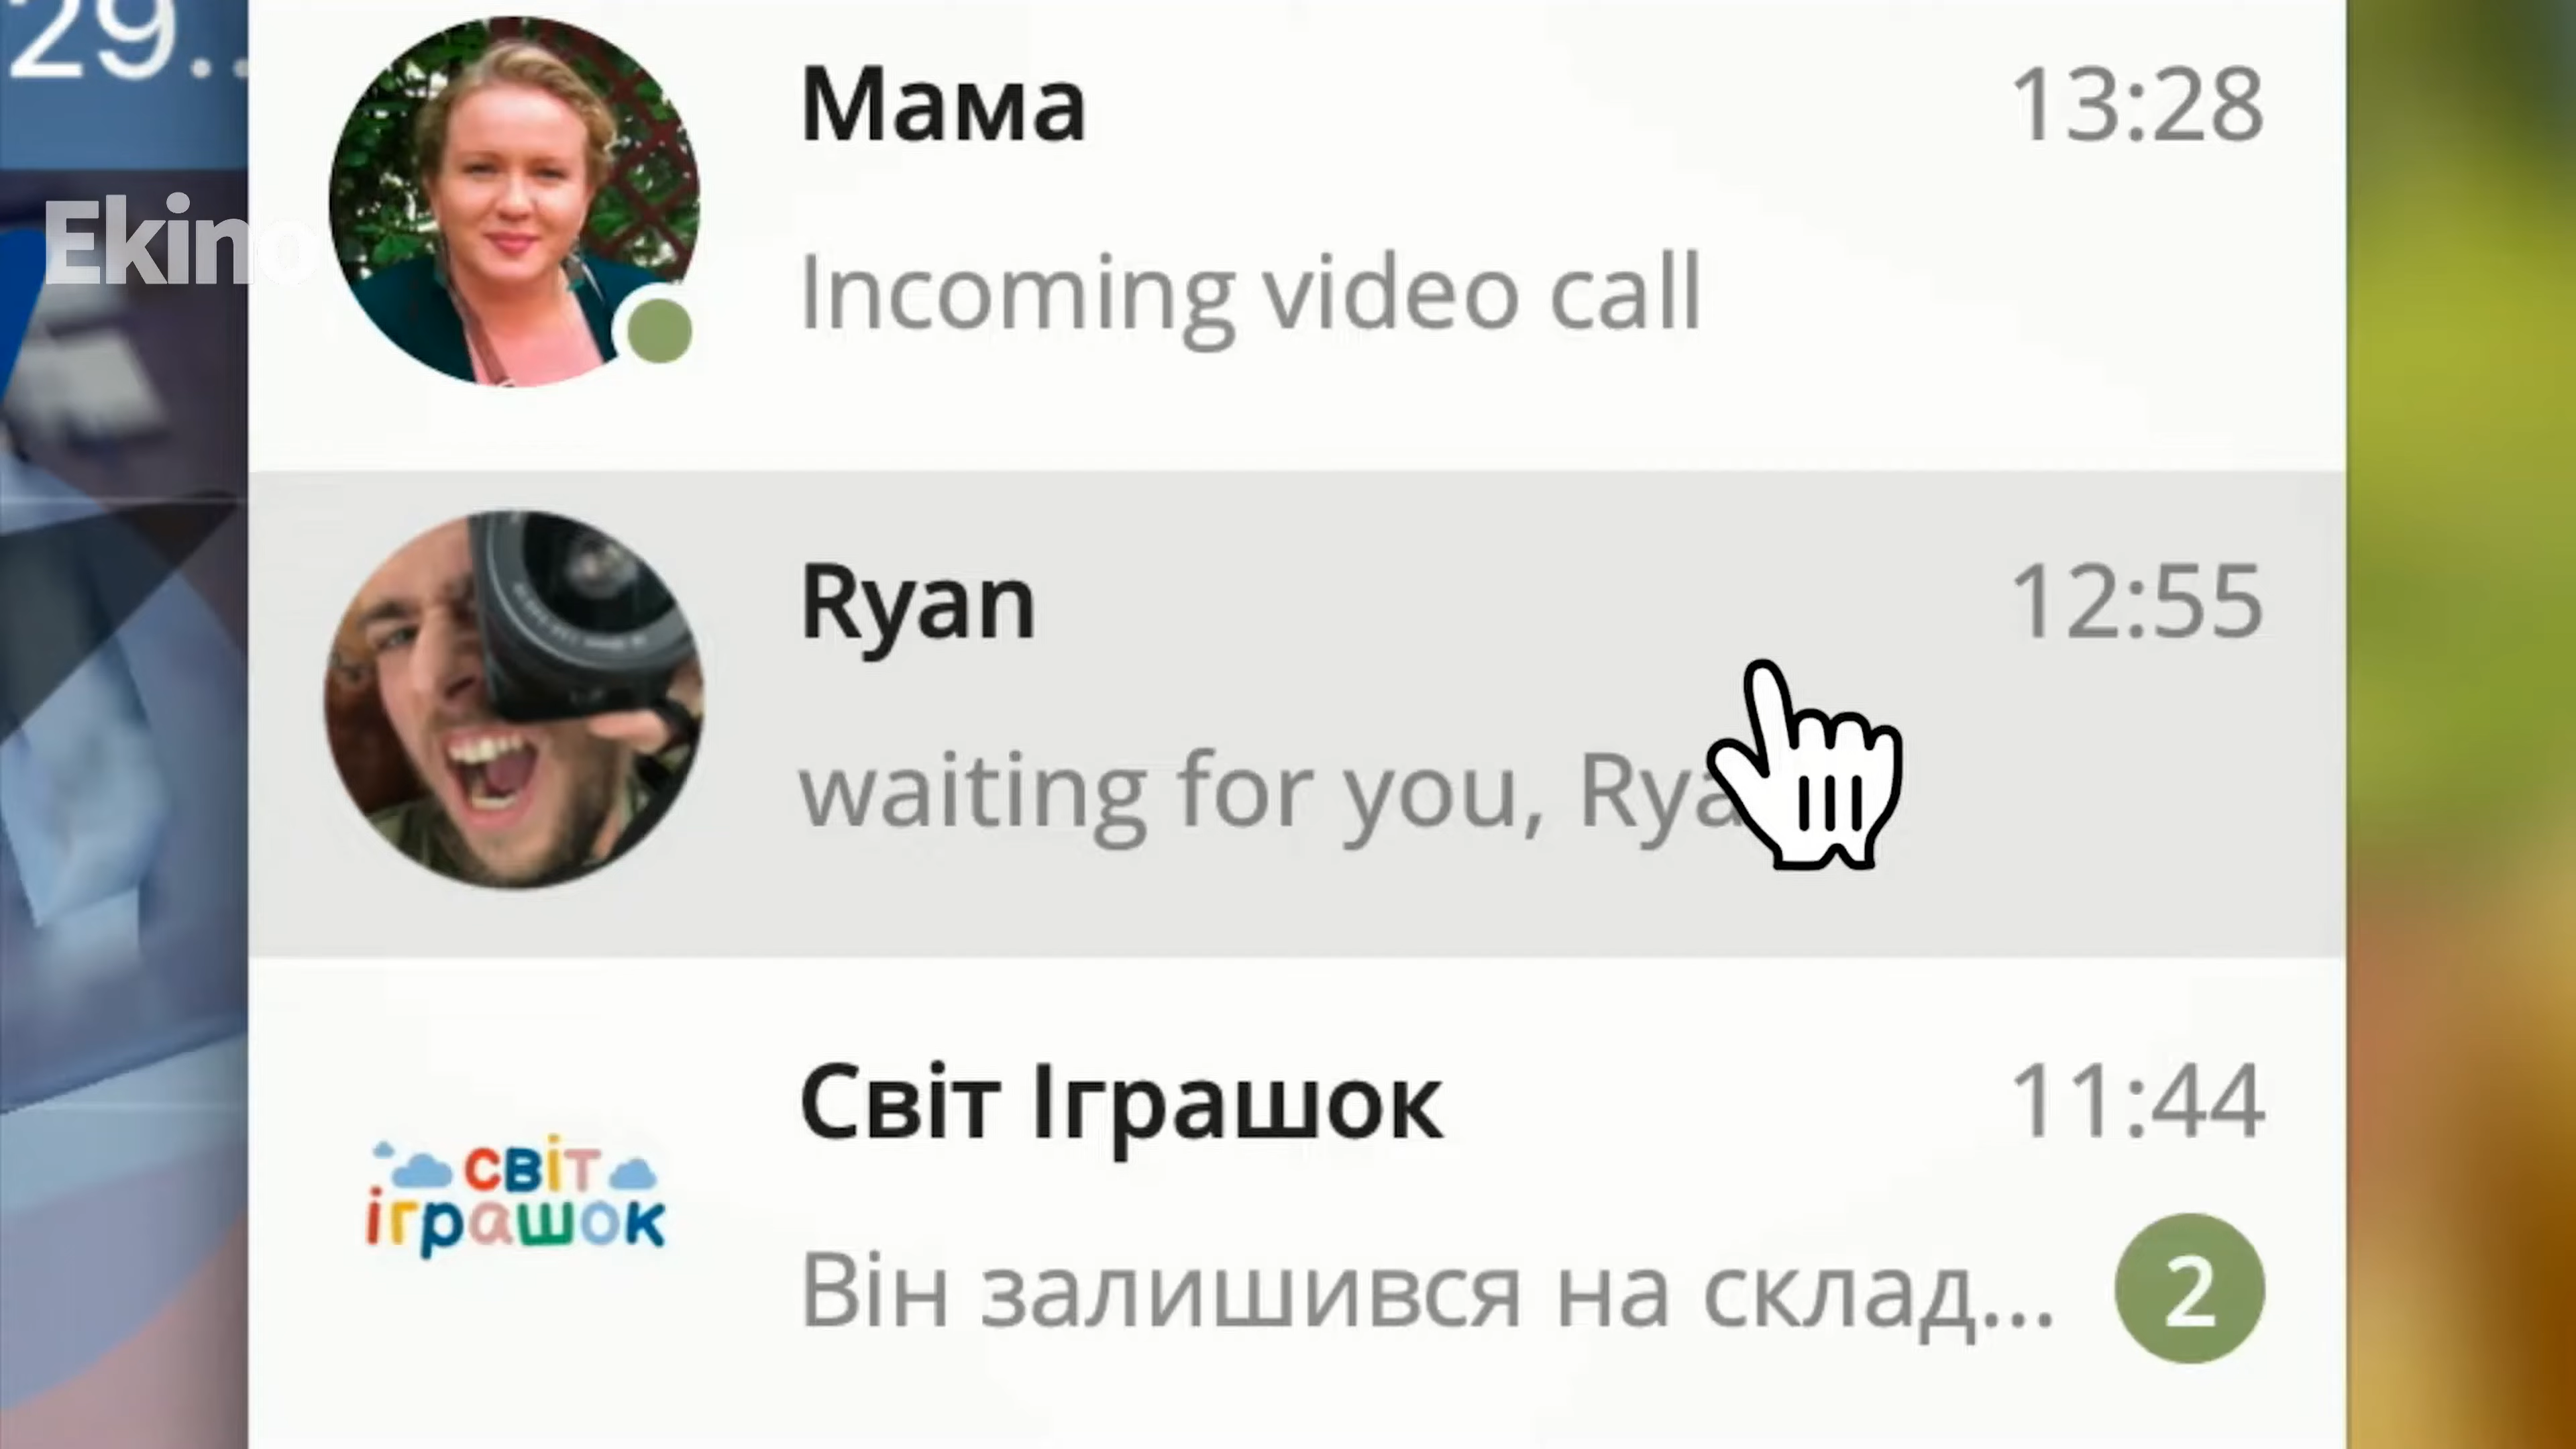 29..
Ekino
Мама
13:28
Incoming video call
Ryan
12:55
waiting for you, Rya
світ
іграшок
Світ Іграшок
11:44
Він залишився на склад...
2